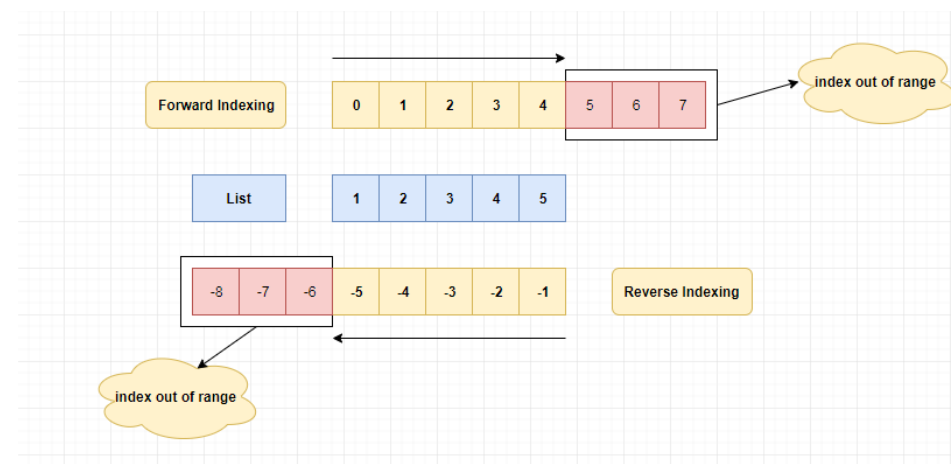 Forward Indexing 0 1 2 3 4 5 6 7 index out of range
List 1 2 3 4 5
-8 -7 -6 -5 -4 -3 -2 -1 Reverse Indexing
index out of range